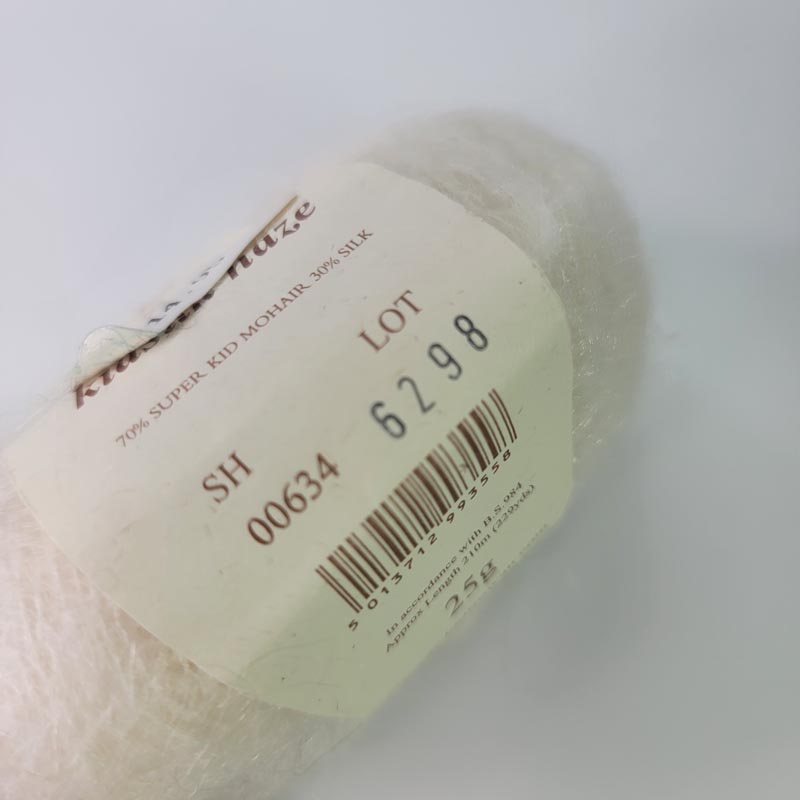 haze
70% SUPER KID MOHAIR 30% SILK
SH
00634
LOT
6298
5 013712 993558
In accordance with B.S.984
Approx Length 210m (229yds)
25g